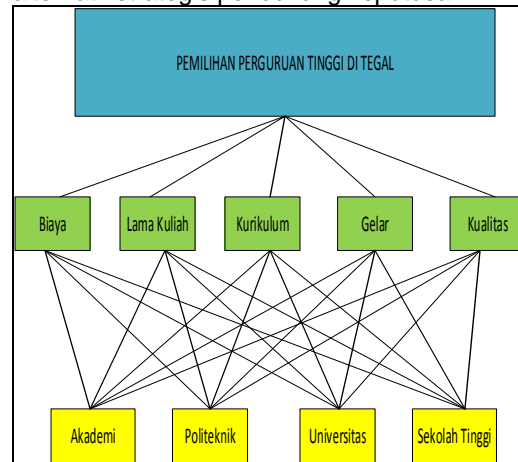 PEMILIHAN PERGURUAN TINGGI DI TEGAL
Biaya
Lama Kuliah
Kurikulum
Gelar
Kualitas
Akademi
Politeknik
Universitas
Sekolah Tinggi